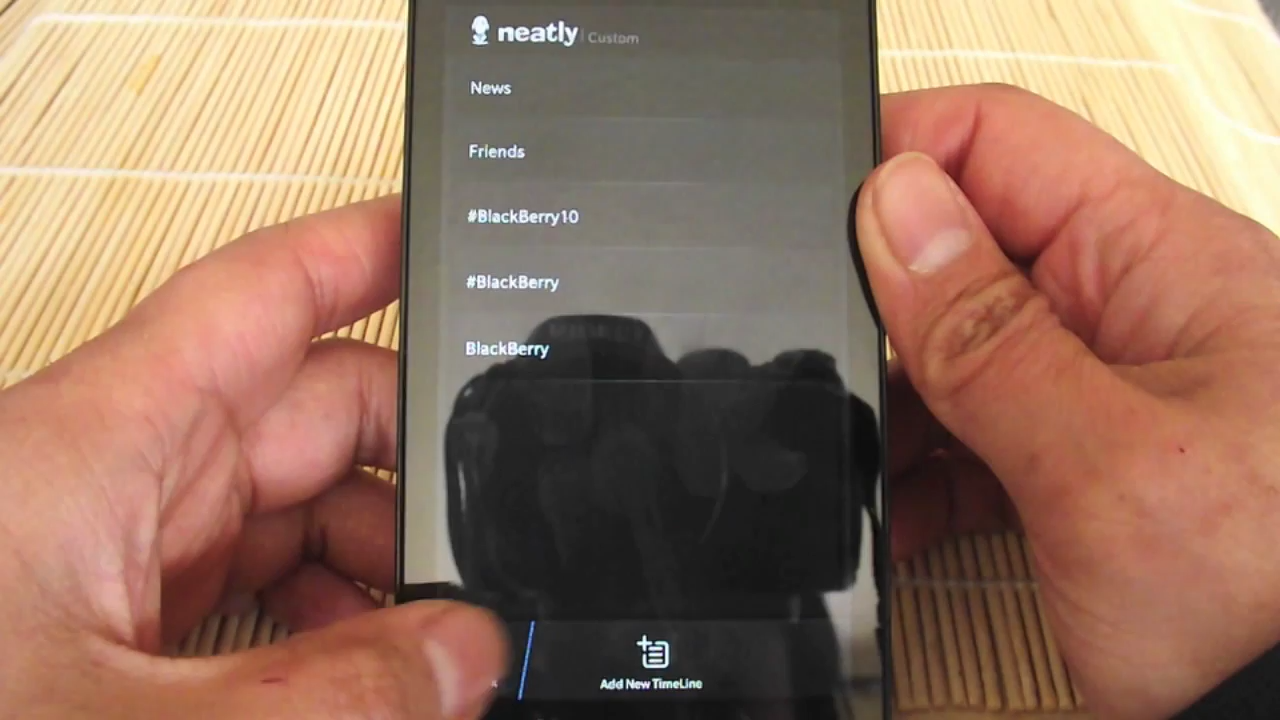 neatly | Custom
News
Friends
#BlackBerry10
#BlackBerry
BlackBerry
Add New TimeLine